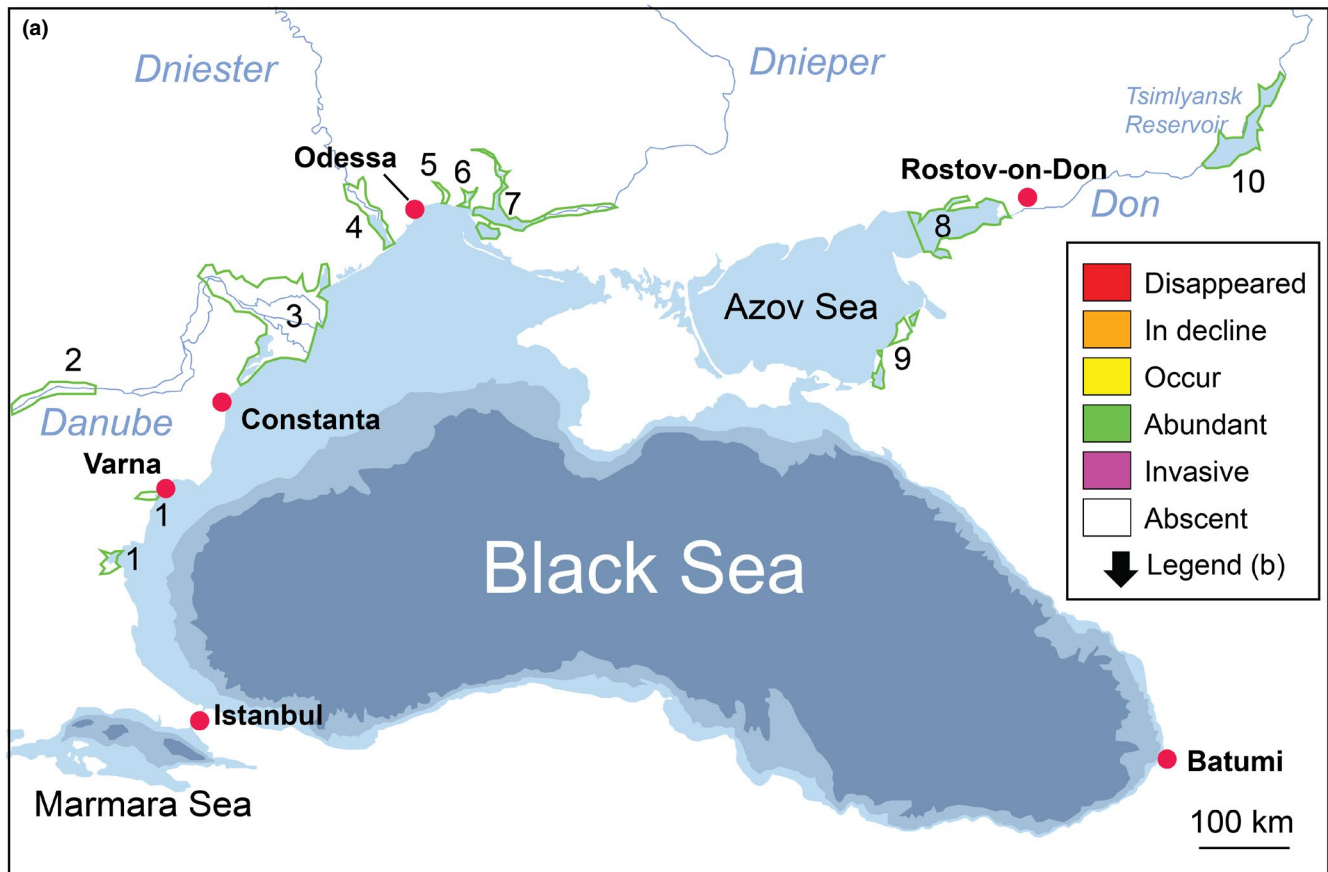 (a)
Dniester
Dnieper
Tsimlyansk
Reservoir
Odessa
5
6
7
4
Rostov-on-Don
10
Don
8
Disappeared
In decline
Occur
Abundant
Invasive
Abscent
Legend (b)
Azov Sea
3
9
2
Danube
Constanta
Varna
1
1
Black Sea
Istanbul
Marmara Sea
Batumi
100 km